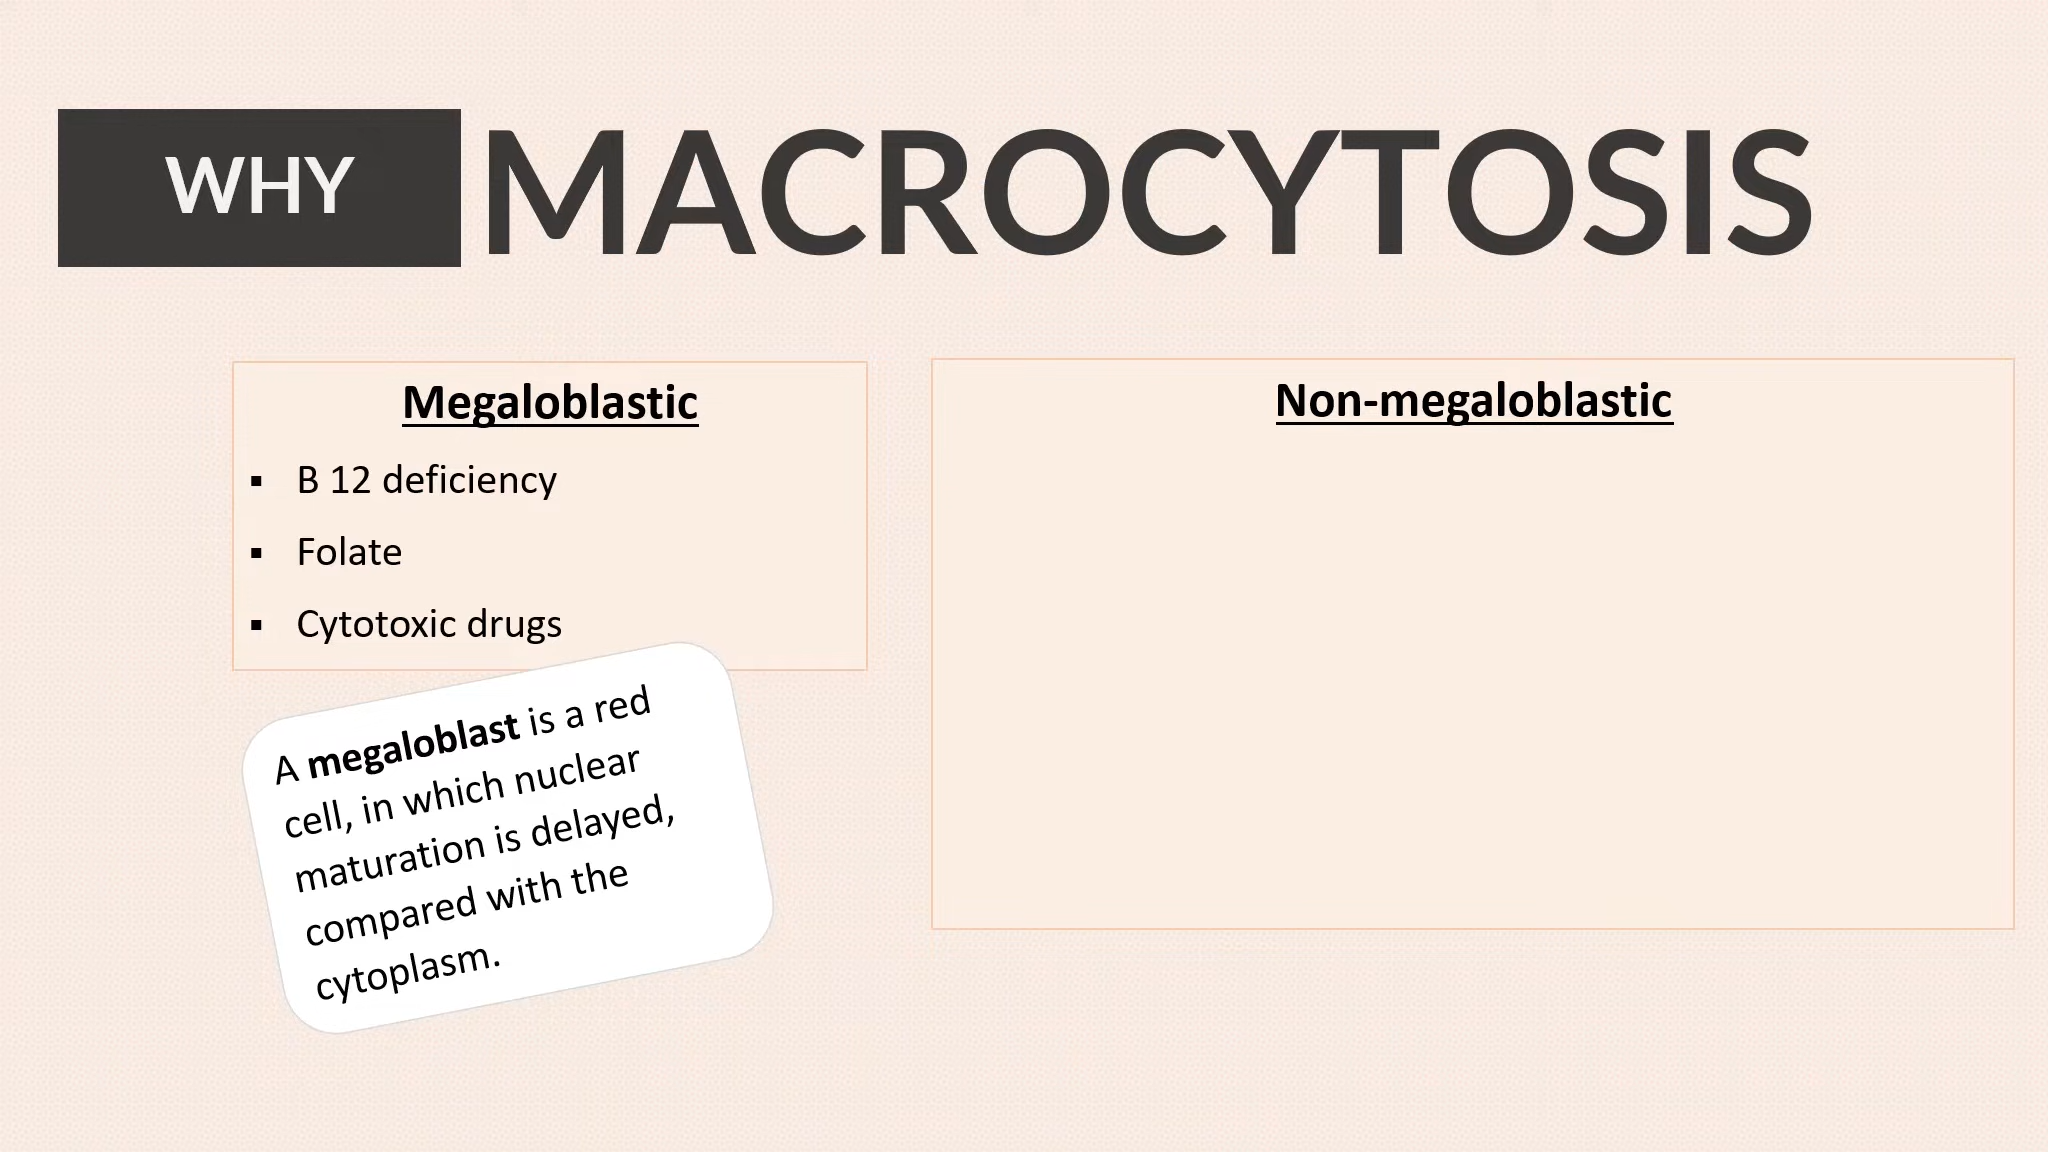 WHY MACROCYTOSIS
Megaloblastic
▪ B 12 deficiency
▪ Folate
▪ Cytotoxic drugs
A megaloblast is a red
cell, in which nuclear
maturation is delayed,
compared with the
cytoplasm.
Non-megaloblastic